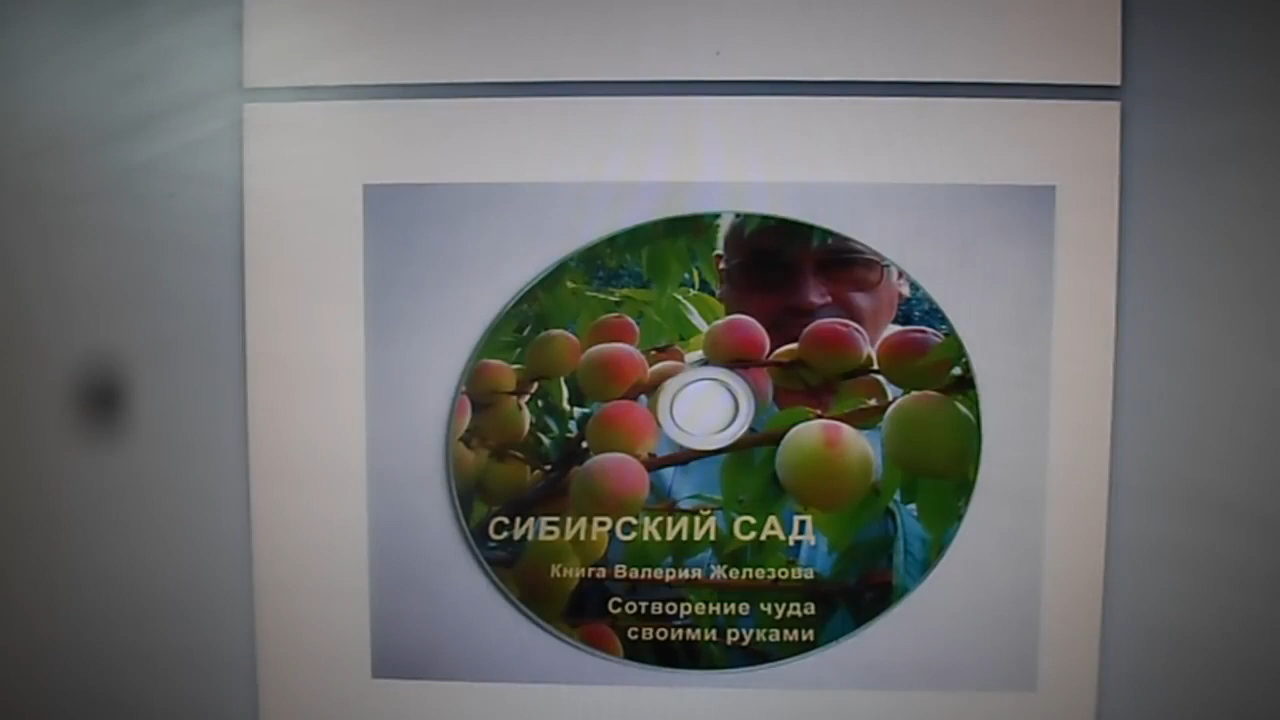 СИБИРСКИЙ САД
Книга Валерия Железова
Сотворение чуда
своими руками